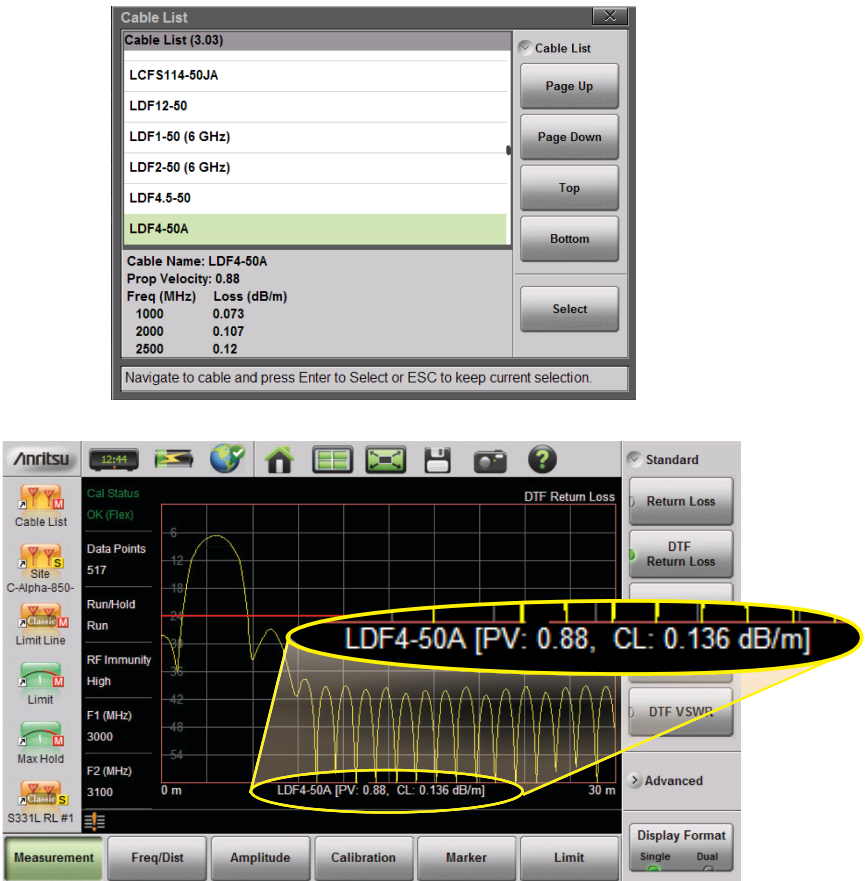 Cable List
Cable List (3.03)
LCFS114-50JA
LDF12-50
LDF1-50 (6 GHz)
LDF2-50 (6 GHz)
LDF4.5-50
LDF4-50A
Cable Name: LDF4-50A
Prop Velocity: 0.88
Freq (MHz) Loss (dB/m)
1000 0.073
2000 0.107
2500 0.12
Cable List
Page Up
Page Down
Top
Bottom
Select
Navigate to cable and press Enter to Select or ESC to keep current selection.
Anritsu
12:44
?
Cable List
M
Site
S
C-Alpha-850-
Classic M
Limit Line
M
Limit
M
Max Hold
Classic S
S331L RL #1
Cal Status
OK (Flex)
Data Points
517
Run/Hold
Run
RF Immunity
High
F1 (MHz)
3000
F2 (MHz)
3100
DTF Return Loss
-6
-12
-18
-24
-36
-42
-48
-54
0 m
LDF4-50A [PV: 0.88, CL: 0.136 dB/m]
30 m
LDF4-50A [PV: 0.88, CL: 0.136 dB/m]
Standard
Return Loss
DTF
Return Loss
DTF VSWR
Advanced
Display Format
Single Dual
Measurement
Freq/Dist
Amplitude
Calibration
Marker
Limit